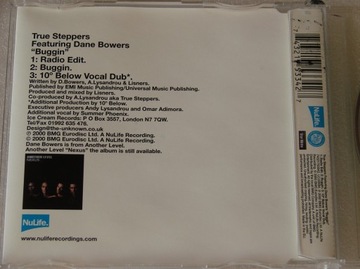 True Steppers
Featuring Dane Bowers
"Buggin"
1: Radio Edit.
2: Buggin.
3: 10º Below Vocal Dub*.
Written by D.Bowers, A.Lysandrou & Lisners.
Published by EMI Music Publishing/Universal Music Publishing.
Produced and mixed by Lisners.
Co-produced by A.Lysandrou aka True Steppers.
*Additional Production by 10º Below.
Executive producers Andy Lysandrou and Omar Adimora.
Additional vocal by Summer Phoenix.
Ice Cream Records : P O Box 3557, London N7 7QW.
Tel/Fax 01992 635 476.
Design@the-unknown.co.uk
℗ 2000 BMG Eurodisc Ltd. A NuLife Recording.
© 2000 BMG Eurodisc Ltd. A NuLife Recording.
Dane Bowers is from Another Level.
Another Level "Nexus" the album is still available.
NuLife.
www.nuliferecordings.com
NuLife.